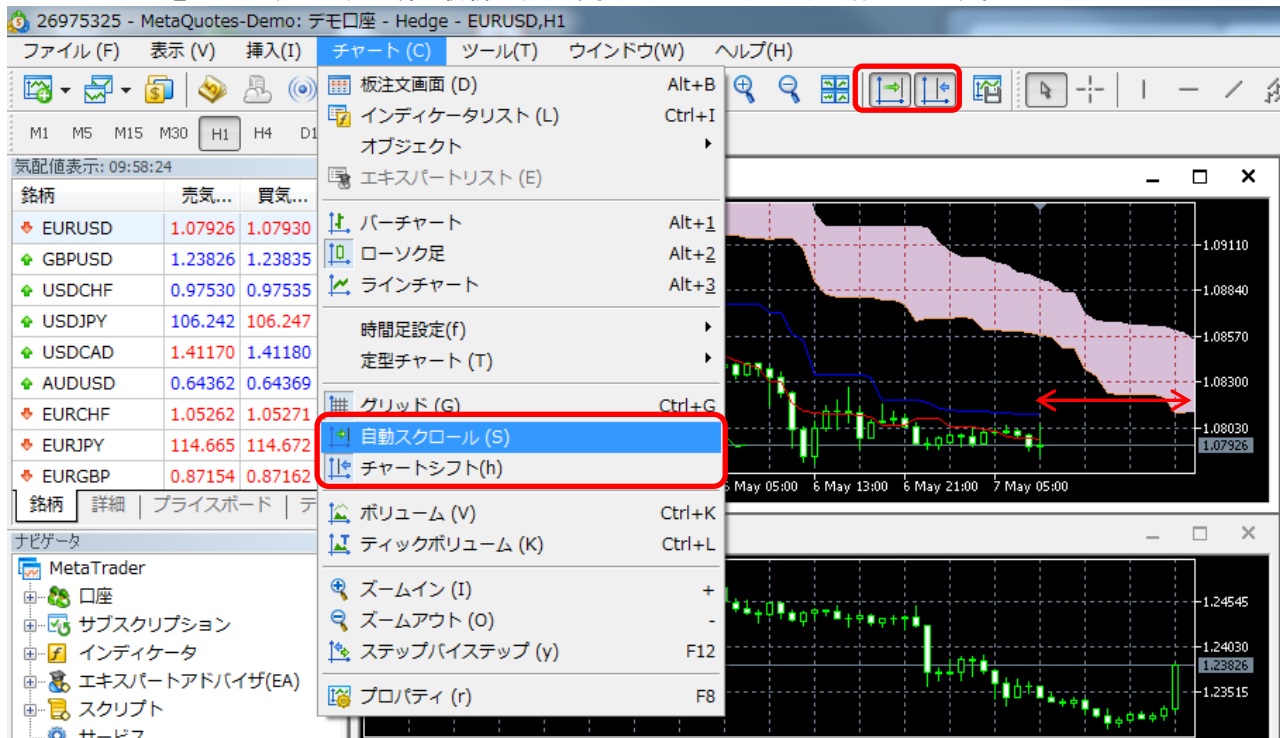 26975325 - MetaQuotes-Demo: デモ口座 - Hedge - EURUSD,H1
ファイル (F) 表示 (V) 挿入(I) チャート (C) ツール(T) ウインドウ(W) ヘルプ(H)
M1 M5 M15 M30 H1 H4 D1
気配値表示: 09:58:24
銘柄 売気... 買気...
EURUSD 1.07926 1.07930
GBPUSD 1.23826 1.23835
USDCHF 0.97530 0.97535
USDJPY 106.242 106.247
USDCAD 1.41170 1.41180
AUDUSD 0.64362 0.64369
EURCHF 1.05262 1.05271
EURJPY 114.665 114.672
EURGBP 0.87154 0.87162
銘柄 詳細 プライスボード テ
ナビゲータ
MetaTrader
口座
サブスクリプション
インディケータ
エキスパートアドバイザ(EA)
スクリプト
サービス
板注文画面 (D) Alt+B
インディケータリスト (L) Ctrl+I
オブジェクト
エキスパートリスト (E)
バーチャート Alt+1
ローソク足 Alt+2
ラインチャート Alt+3
時間足設定(f)
定型チャート (T)
グリッド (G) Ctrl+G
自動スクロール (S)
チャートシフト(h)
ボリューム (V) Ctrl+K
ティックボリューム (K) Ctrl+L
ズームイン (I) +
ズームアウト (O) -
ステップバイステップ (y) F12
プロパティ (r) F8
1.09110
1.08840
1.08570
1.08300
1.08030
1.07926
May 05:00 6 May 13:00 6 May 21:00 7 May 05:00
1.24545
1.24030
1.23826
1.23515